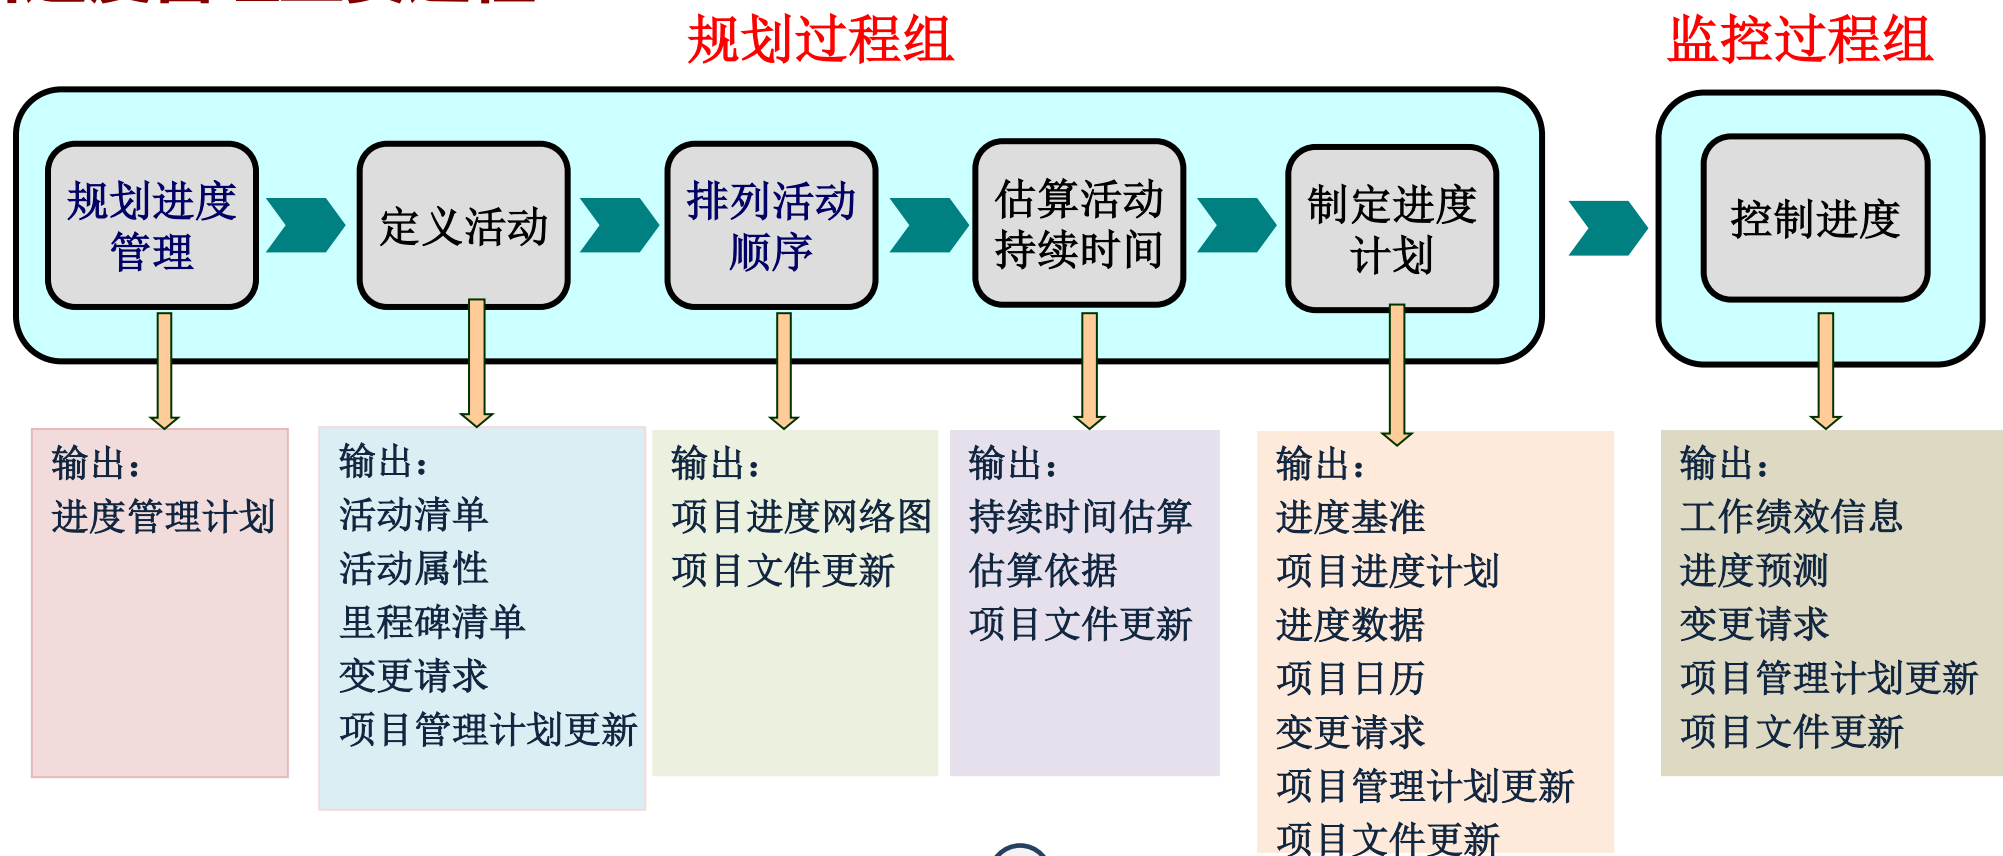 规划过程组
监控过程组
规划进度
管理
定义活动
排列活动
顺序
估算活动
持续时间
制定进度
计划
控制进度
输出：
进度管理计划
输出：
活动清单
活动属性
里程碑清单
变更请求
项目管理计划更新
输出：
项目进度网络图
项目文件更新
输出：
持续时间估算
估算依据
项目文件更新
输出：
进度基准
项目进度计划
进度数据
项目日历
变更请求
项目管理计划更新
项目文件更新
输出：
工作绩效信息
进度预测
变更请求
项目管理计划更新
项目文件更新